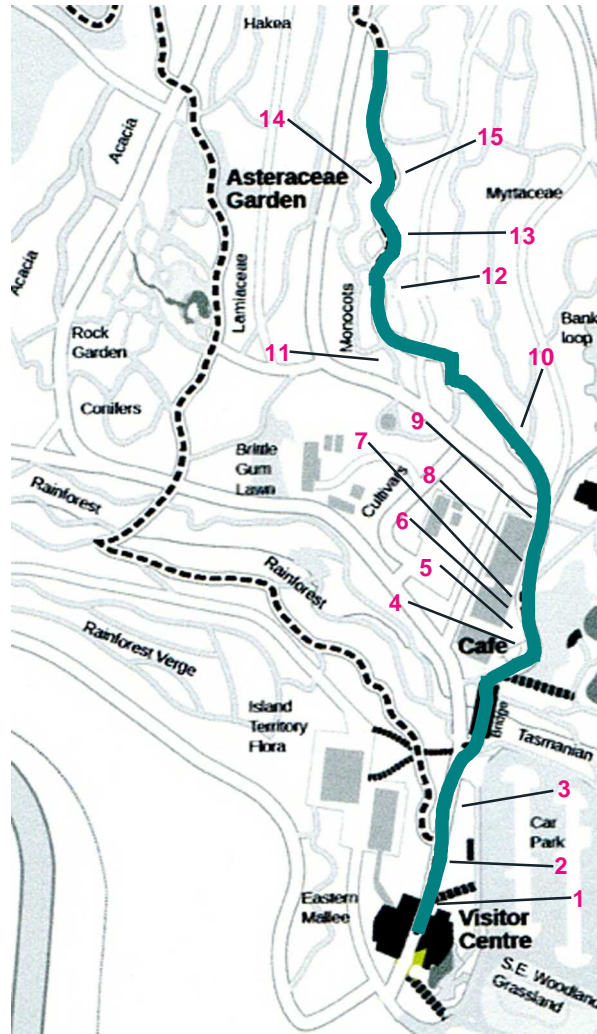 Hakea
14
15
Acacia
Asteraceae
Garden
Myrtaceae
13
Acacia
Lamiaceae
12
Monocots
Bank
loop
Rock
Garden
11
10
Conifers
9
7
Brittle
Gum
Lawn
8
Cultivars
Rainforest
6
5
Rainforest
4
Cafe
Rainforest Verge
Island
Territory
Flora
Bridge
Tasmanian
3
Car
Park
2
1
Eastern
Mallee
Visitor
Centre
S.E. Woodland
Grassland